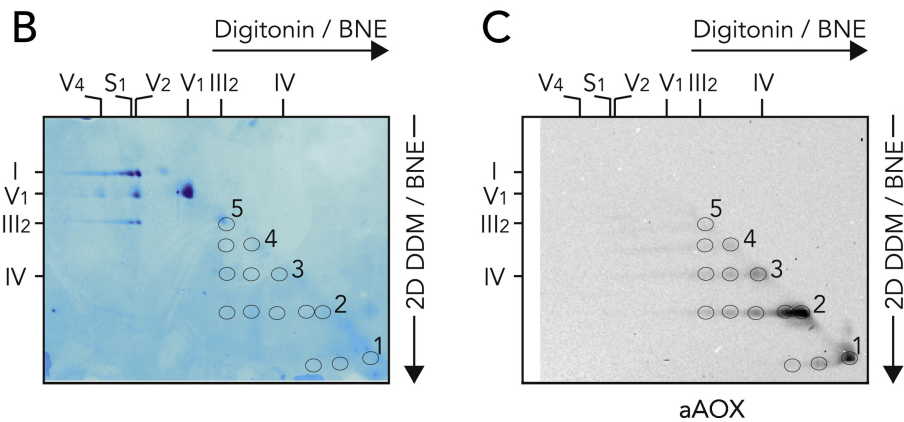 B
Digitonin / BNE
V4 S1 V2 V1 III2 IV
I
V1
III2
IV
5
4
3
2
1
2D DDM / BNE
C
Digitonin / BNE
V4 S1 V2 V1 III2 IV
I
V1
III2
IV
5
4
3
2
1
2D DDM / BNE
aAOX